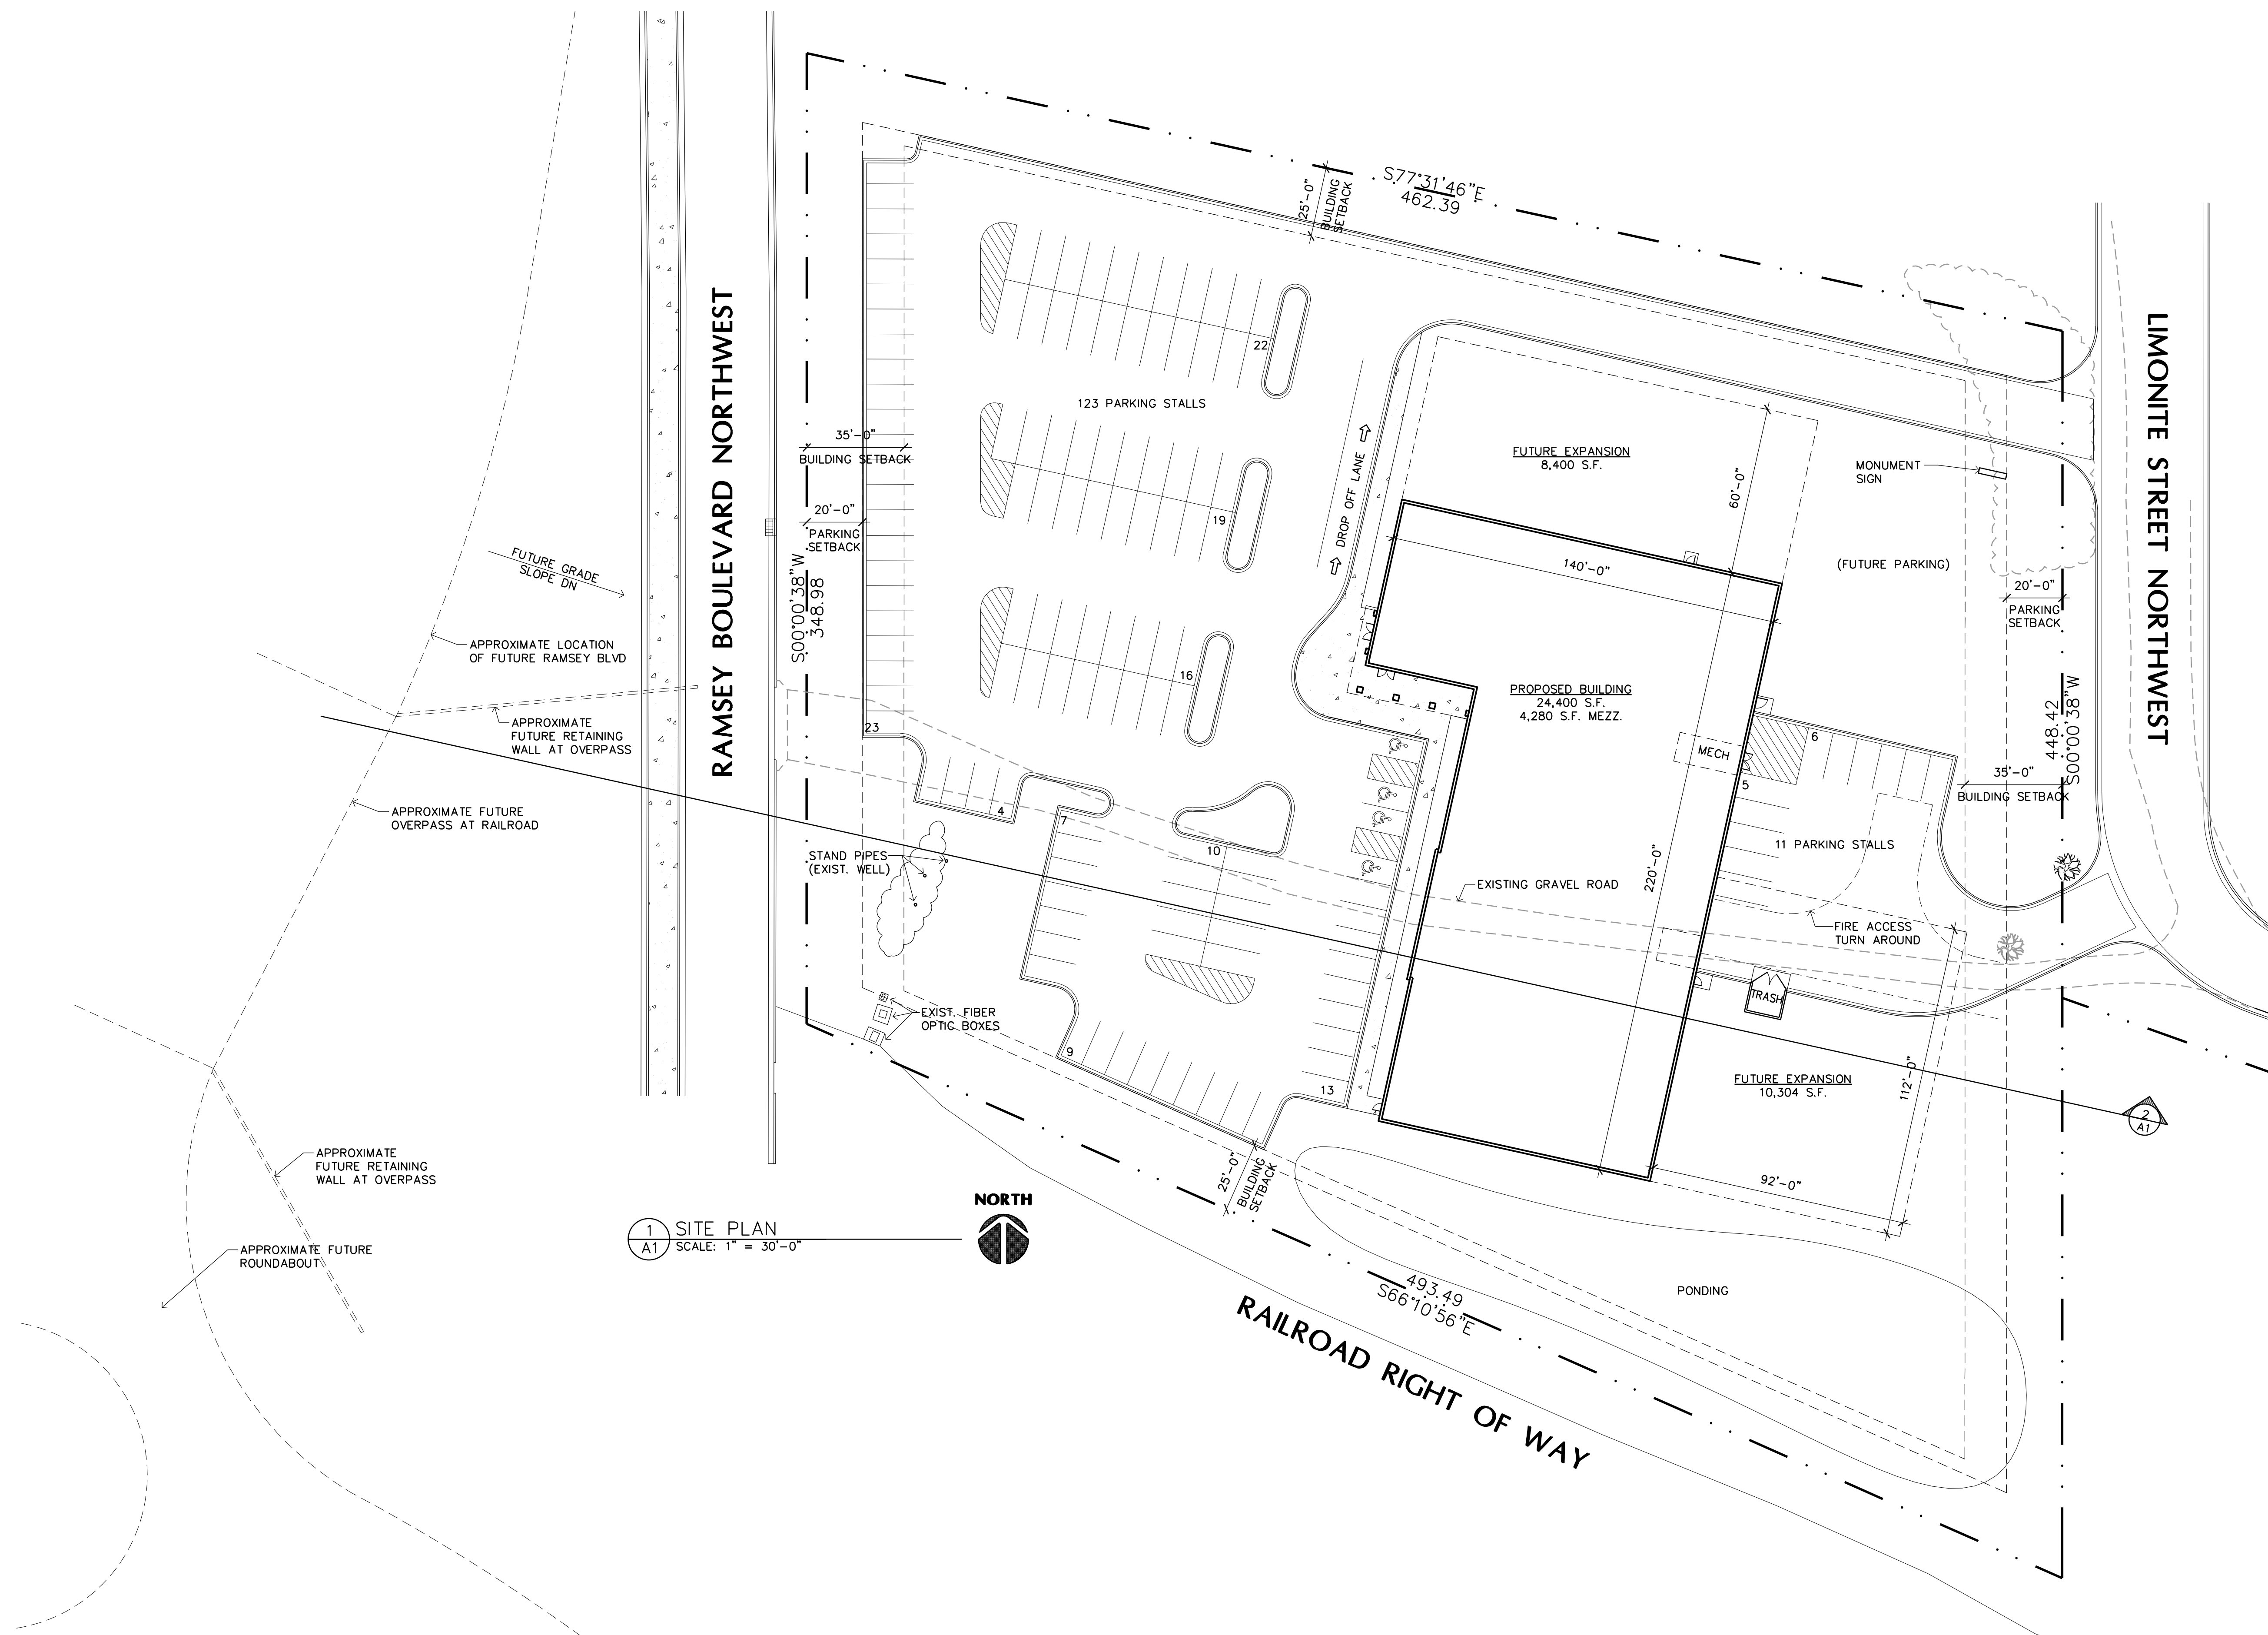 S77°31'46"E
462.39
25'-0"
BUILDING
SETBACK
RAMSEY BOULEVARD NORTHWEST
LIMONITE STREET NORTHWEST
22
123 PARKING STALLS
35'-0"
BUILDING SETBACK
DROP OFF LANE
FUTURE EXPANSION
8,400 S.F.
60'-0"
MONUMENT
SIGN
20'-0"
PARKING
SETBACK
19
S00°00'38"W
348.98
FUTURE GRADE
SLOPE DN
140'-0"
(FUTURE PARKING)
20'-0"
PARKING
SETBACK
APPROXIMATE LOCATION
OF FUTURE RAMSEY BLVD
16
PROPOSED BUILDING
24,400 S.F.
4,280 S.F. MEZZ.
448.42
S00°00'38"W
APPROXIMATE
FUTURE RETAINING
WALL AT OVERPASS
23
MECH
6
5
35'-0"
BUILDING SETBACK
APPROXIMATE FUTURE
OVERPASS AT RAILROAD
4
7
10
11 PARKING STALLS
STAND PIPES
(EXIST. WELL)
220'-0"
EXISTING GRAVEL ROAD
FIRE ACCESS
TURN AROUND
TRASH
EXIST. FIBER
OPTIC BOXES
9
13
FUTURE EXPANSION
10,304 S.F.
112'-0"
2
A1
APPROXIMATE
FUTURE RETAINING
WALL AT OVERPASS
25'-0"
BUILDING
SETBACK
92'-0"
NORTH
1
A1
SITE PLAN
SCALE: 1" = 30'-0"
APPROXIMATE FUTURE
ROUNDABOUT
493.49
S66°10'56"E
PONDING
RAILROAD RIGHT OF WAY